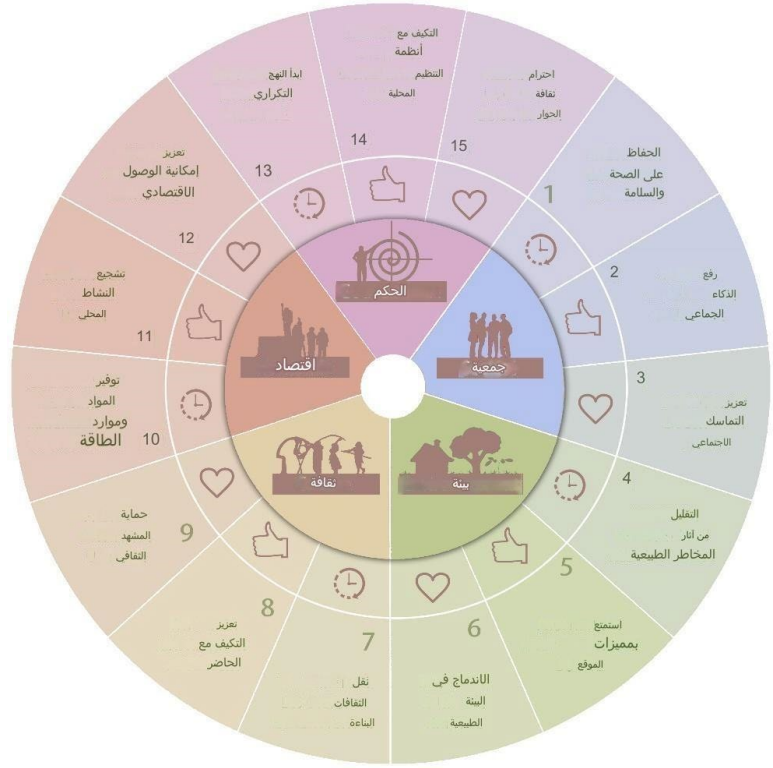 التكيف مع
أنظمة
التنظيم
المحلية
14
احترام
ثقافة
الحوار
15
الحفاظ
على الصحة
والسلامة
1
رفع
الذكاء
الجماعي
2
تعزيز
التماسك
الاجتماعي
3
التقليل
من آثار
المخاطر الطبيعية
4
استمتع
بمميزات
الموقع
5
الاندماج في
البيئة
الطبيعية
6
نقل
الثقافات
البناءة
7
تعزيز
التكيف مع
الحاضر
8
حماية
المشهد
الثقافي
9
توفير
المواد
وموارد
الطاقة
10
تشجيع
النشاط
المحلي
11
تعزيز
إمكانية الوصول
الاقتصادي
12
ابدأ النهج
التكراري
13
الحكم
جمعية
بيئة
ثقافة
اقتصاد